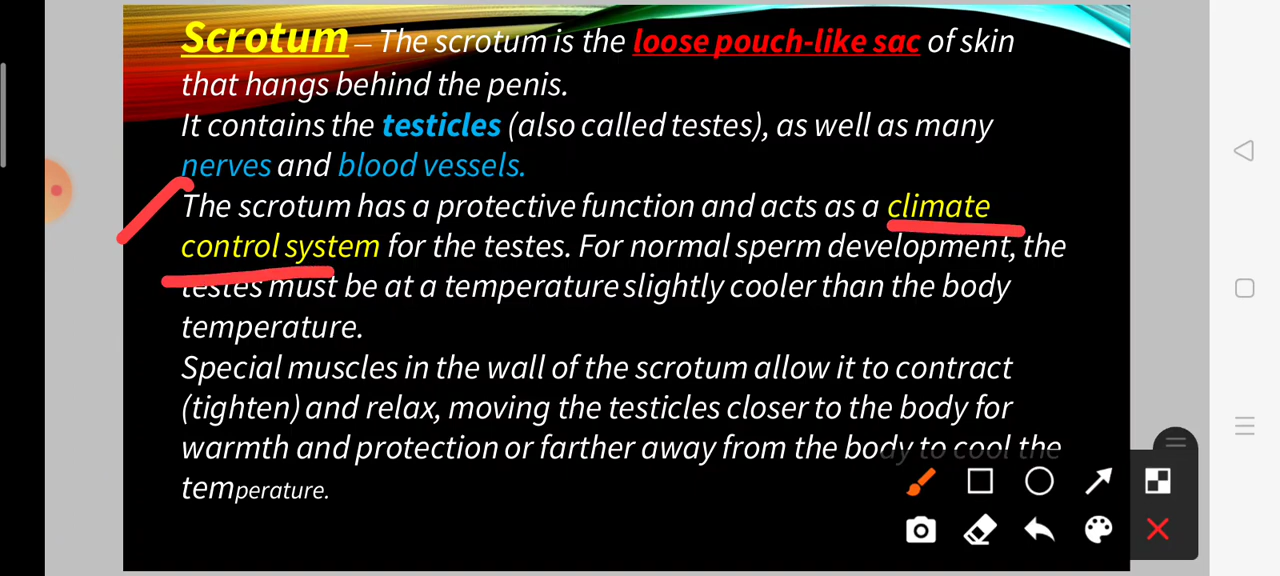 Scrotum – The scrotum is the loose pouch-like sac of skin
that hangs behind the penis.
It contains the testicles (also called testes), as well as many
nerves and blood vessels.
The scrotum has a protective function and acts as a climate
control system for the testes. For normal sperm development, the
testes must be at a temperature slightly cooler than the body
temperature.
Special muscles in the wall of the scrotum allow it to contract
(tighten) and relax, moving the testicles closer to the body for
warmth and protection or farther away from the body to cool the
temperature.